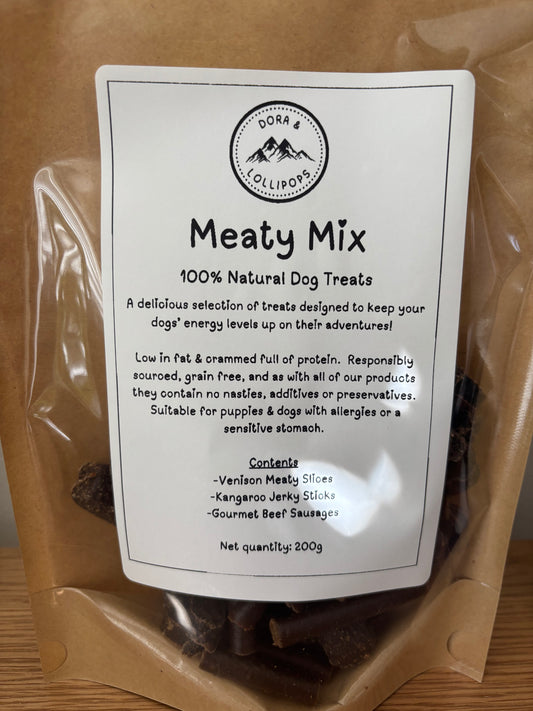 DORA &
LOLLIPOPS
Meaty Mix
100% Natural Dog Treats
A delicious selection of treats designed to keep your
dogs' energy levels up on their adventures!
Low in fat & crammed full of protein. Responsibly
sourced, grain free, and as with all of our products
they contain no nasties, additives or preservatives.
Suitable for puppies & dogs with allergies or a
sensitive stomach.
Contents
-Venison Meaty Slices
-Kangaroo Jerky Sticks
-Gourmet Beef Sausages
Net quantity: 200g